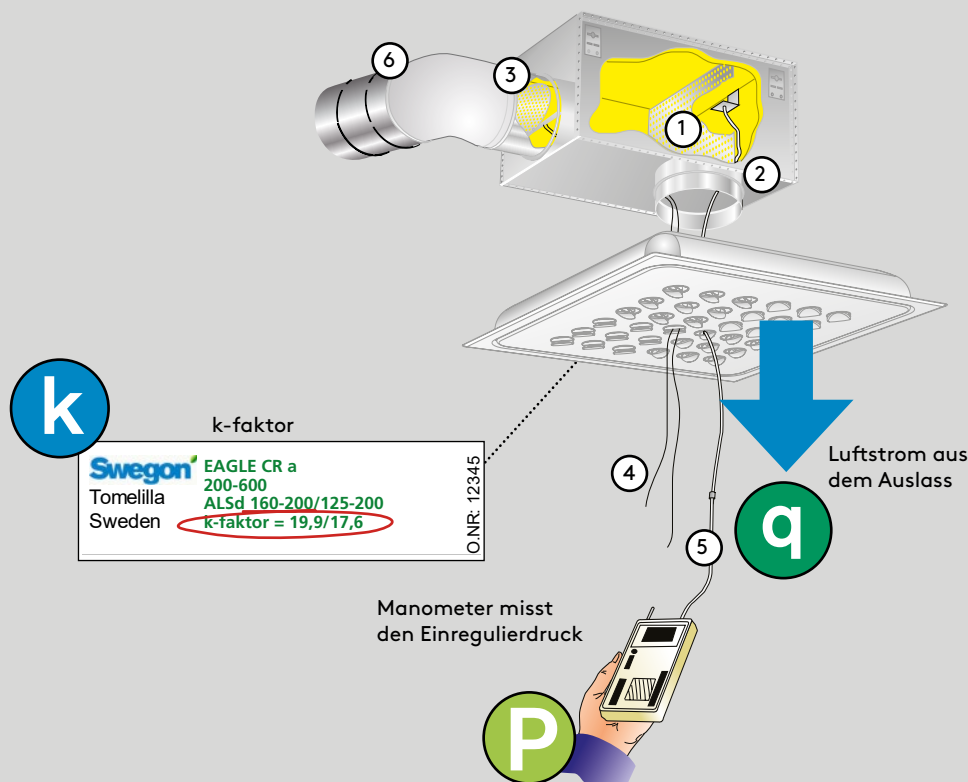 6
3
1
2
k
k-faktor
Swegon
Tomelilla
Sweden
EAGLE CR a
200-600
ALSd 160-200/125-200
k-faktor = 19,9/17,6
O.NR: 12345
4
Luftstrom aus
dem Auslass
q
5
Manometer misst
den Einregulierdruck
P